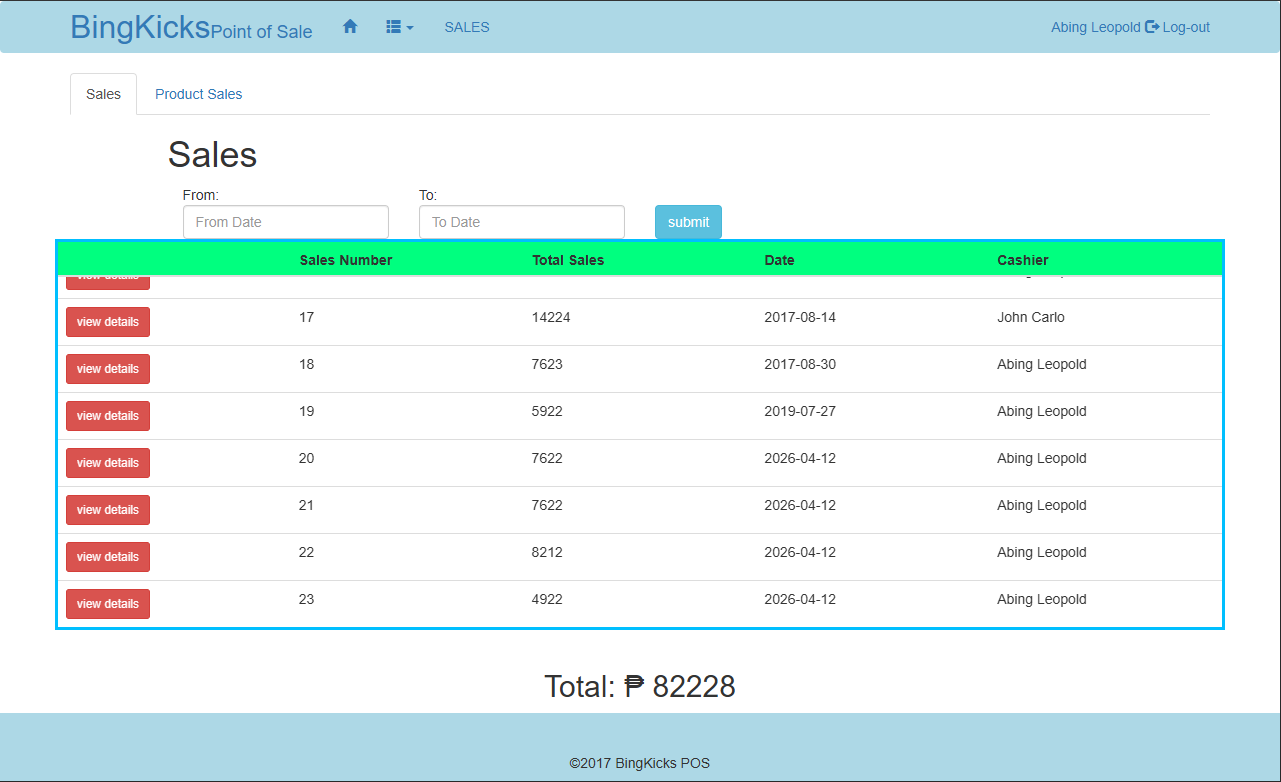 BingKicks Point of Sale SALES Abing Leopold Log-out
Sales Product Sales
Sales
From: To:
From Date To Date submit
Sales Number Total Sales Date Cashier
view details 17 14224 2017-08-14 John Carlo
view details 18 7623 2017-08-30 Abing Leopold
view details 19 5922 2019-07-27 Abing Leopold
view details 20 7622 2026-04-12 Abing Leopold
view details 21 7622 2026-04-12 Abing Leopold
view details 22 8212 2026-04-12 Abing Leopold
view details 23 4922 2026-04-12 Abing Leopold
Total: ₱ 82228
©2017 BingKicks POS